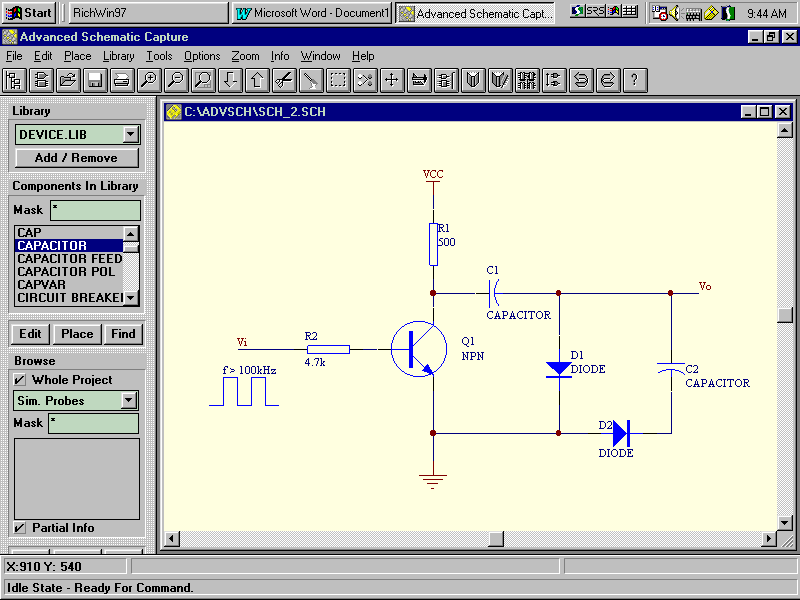 Start RichWin97 Microsoft Word - Document1 Advanced Schematic Capt... SRS 9:44 AM
Advanced Schematic Capture
File Edit Place Library Tools Options Zoom Info Window Help
Library
DEVICE.LIB
Add / Remove
Components In Library
Mask *
CAP
CAPACITOR
CAPACITOR FEED
CAPACITOR POL
CAPVAR
CIRCUIT BREAKE
Edit Place Find
Browse
Whole Project
Sim. Probes
Mask *
Partial Info
C:\ADVSCH\SCH_2.SCH
VCC
R1
500
C1
CAPACITOR
Vo
Vi
R2
4.7k
Q1
NPN
f > 100kHz
D1
DIODE
C2
CAPACITOR
D2
DIODE
X:910 Y: 540
Idle State - Ready For Command.